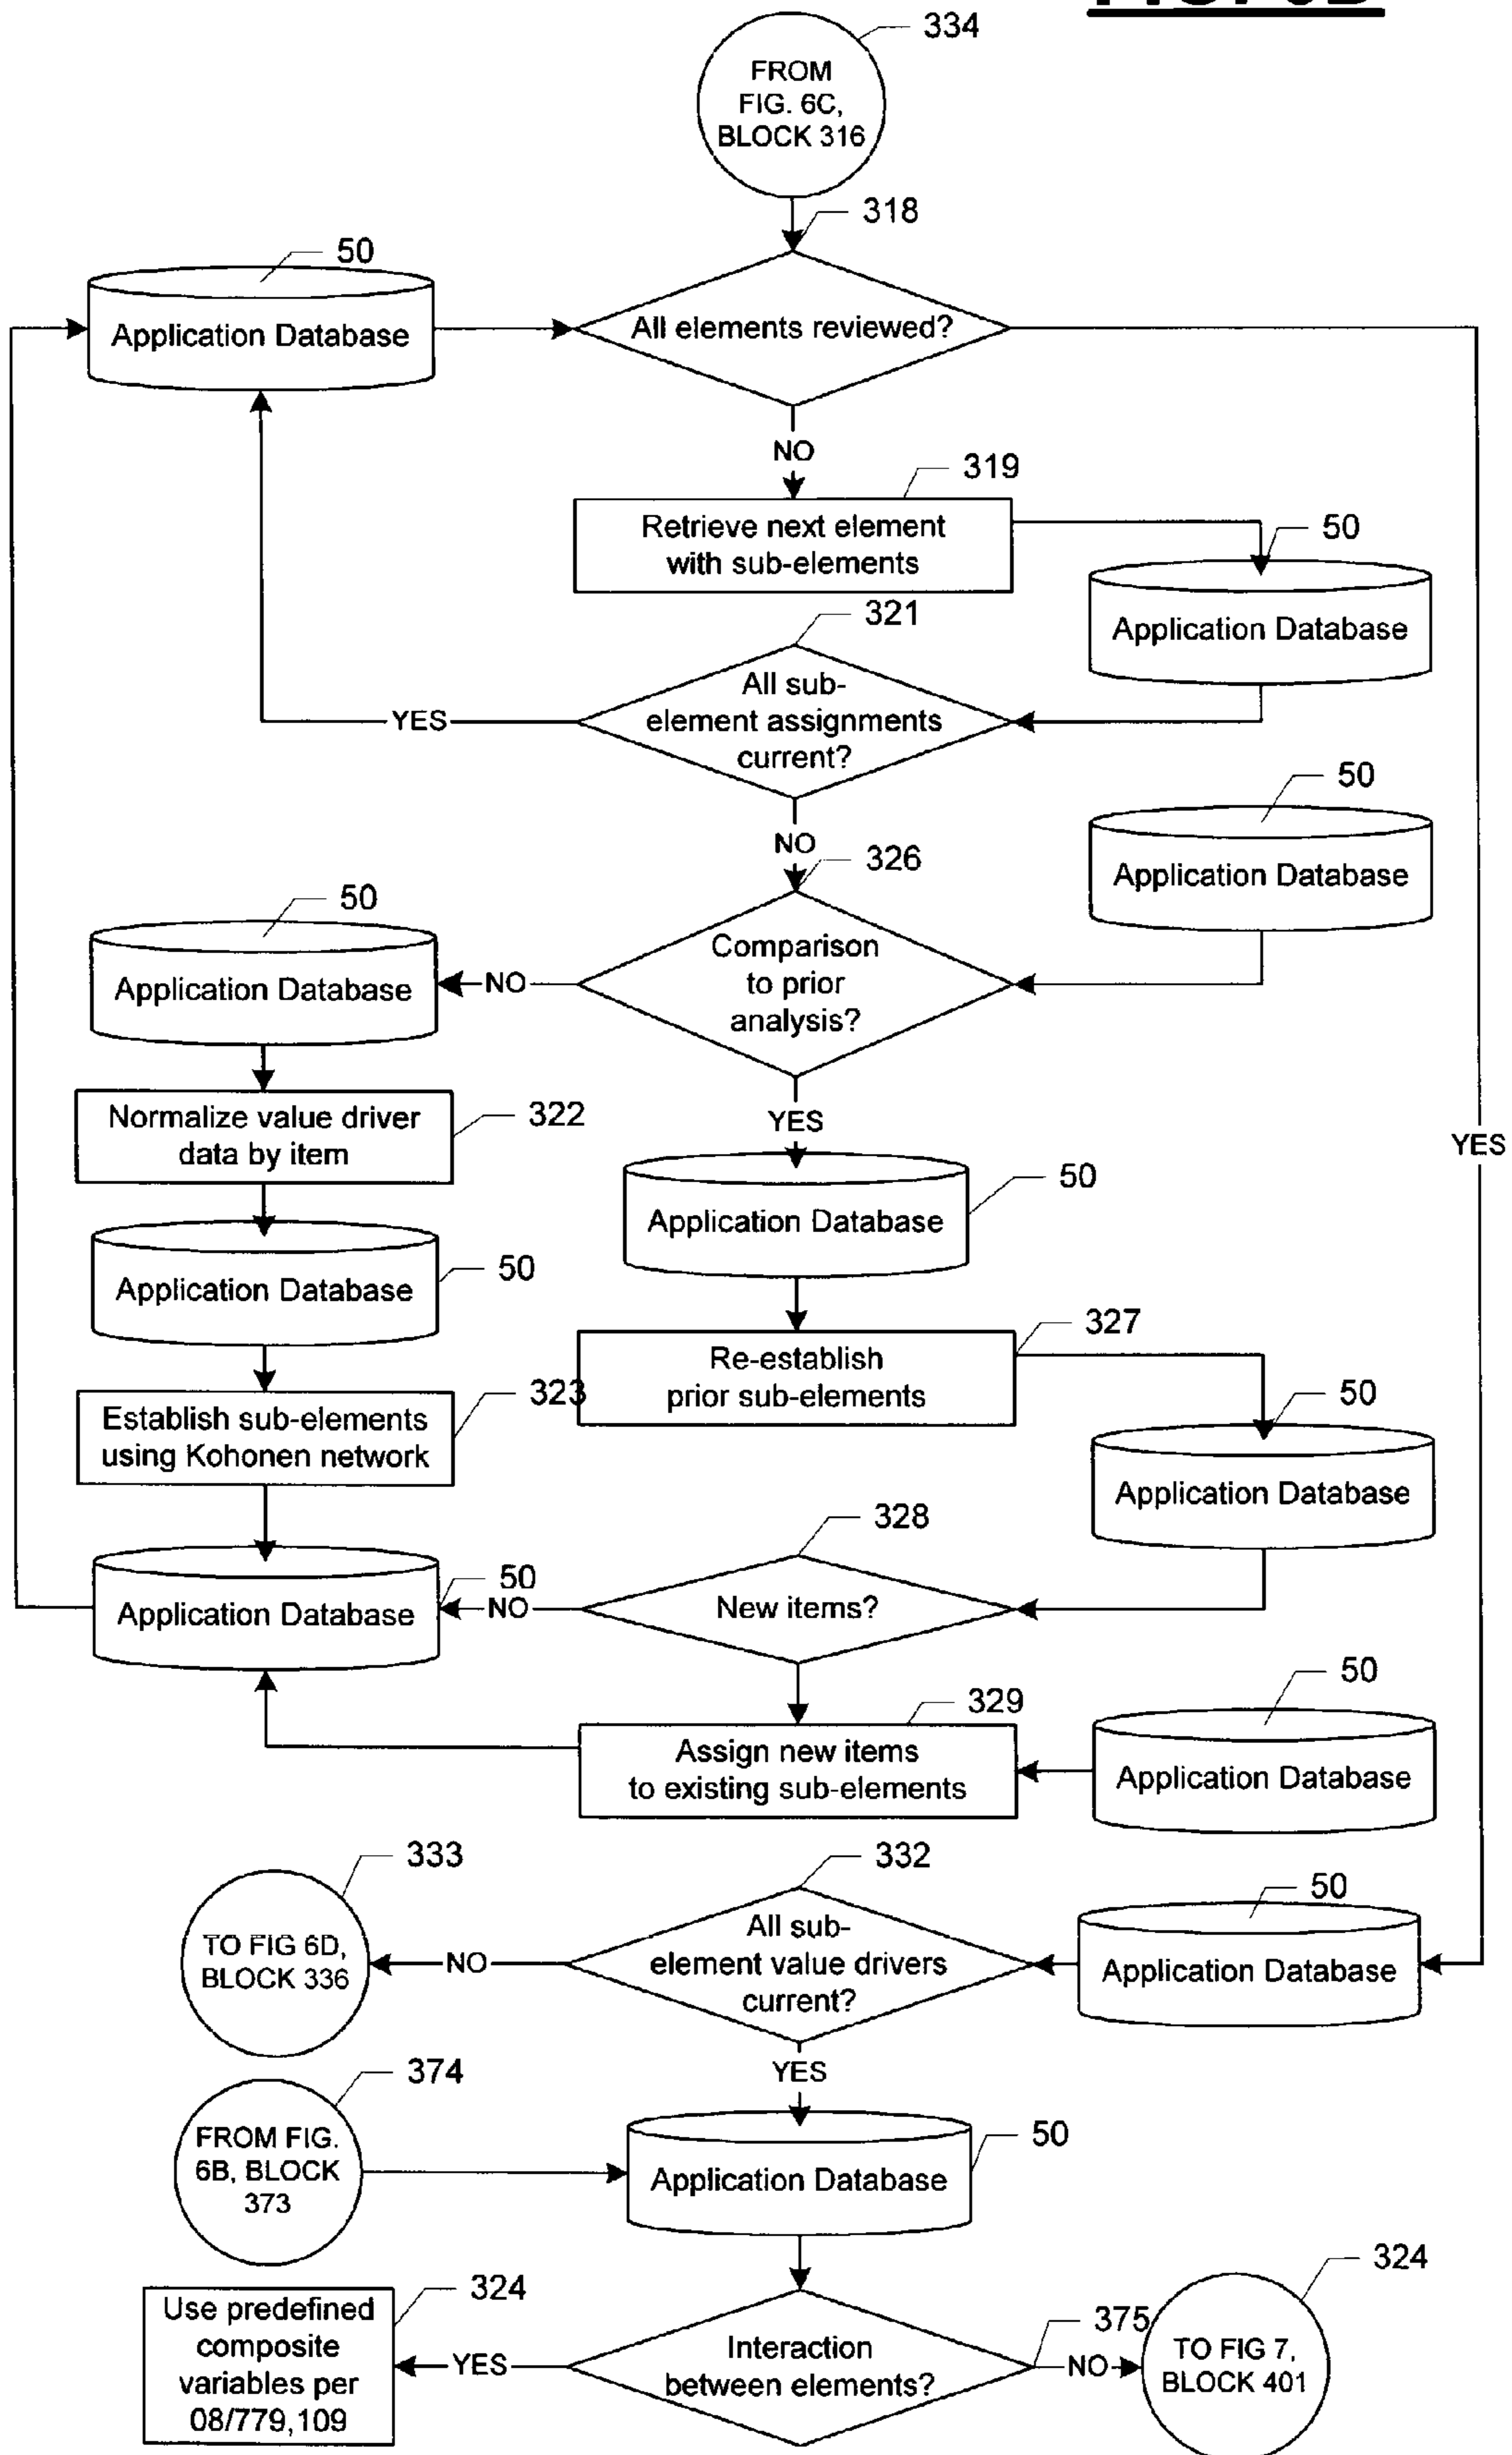 334
FROM
FIG. 6C,
BLOCK 316
318
50
Application Database
All elements reviewed?
NO
319
Retrieve next element
with sub-elements
50
Application Database
321
All sub-
element assignments
current?
YES
50
Application Database
NO
326
Comparison
to prior
analysis?
NO
50
Application Database
YES
YES
Normalize value driver
data by item
322
50
Application Database
50
Application Database
327
Re-establish
prior sub-elements
323
Establish sub-elements
using Kohonen network
50
Application Database
328
New items?
NO
50
Application Database
329
Assign new items
to existing sub-elements
50
Application Database
333
TO FIG 6D,
BLOCK 336
332
All sub-
element value drivers
current?
NO
50
Application Database
YES
374
FROM FIG.
6B, BLOCK
373
50
Application Database
324
Use predefined
composite
variables per
08/779,109
YES
Interaction
between elements?
375
NO
324
TO FIG 7,
BLOCK 401